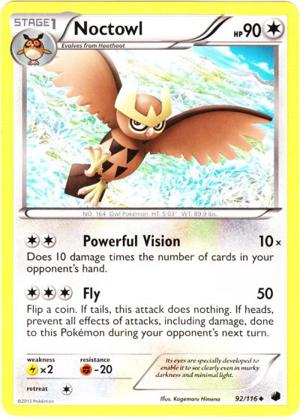 STAGE1 Noctowl HP90
Evolves from Hoothoot
NO. 164 Owl Pokémon HT: 5'03" WT: 89.9 lbs.
Powerful Vision 10×
Does 10 damage times the number of cards in your
opponent's hand.
Fly 50
Flip a coin. If tails, this attack does nothing. If heads,
prevent all effects of attacks, including damage, done
to this Pokémon during your opponent's next turn.
weakness resistance
×2 -20
retreat
Its eyes are specially developed to
enable it to see clearly even in murky
darkness and minimal light.
Illus. Kagemaru Himeno 92/116
©2013 Pokémon